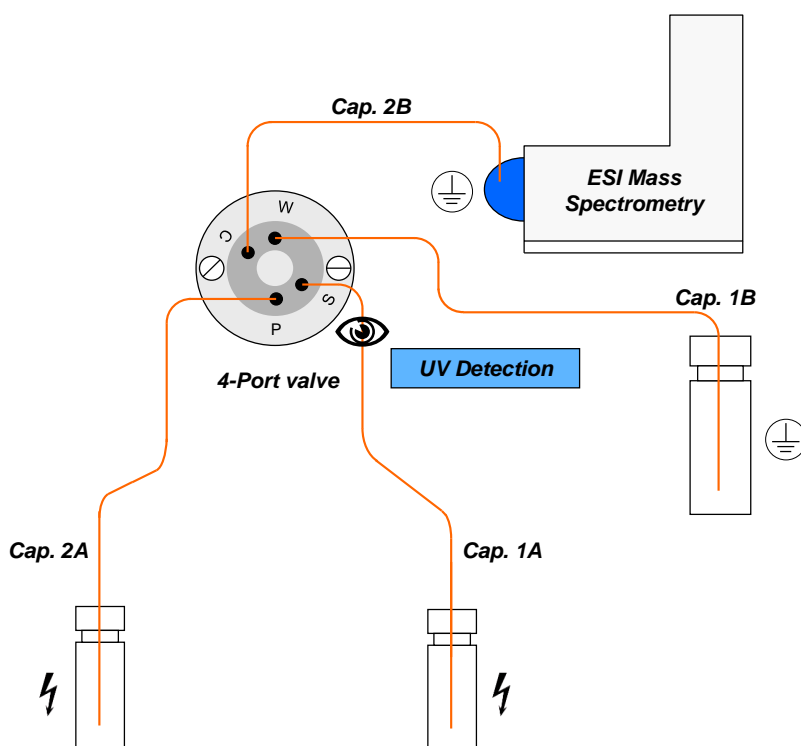 Cap. 2B
ESI Mass
Spectrometry
W
C
S
P
Cap. 1B
4-Port valve
UV Detection
Cap. 2A
Cap. 1A